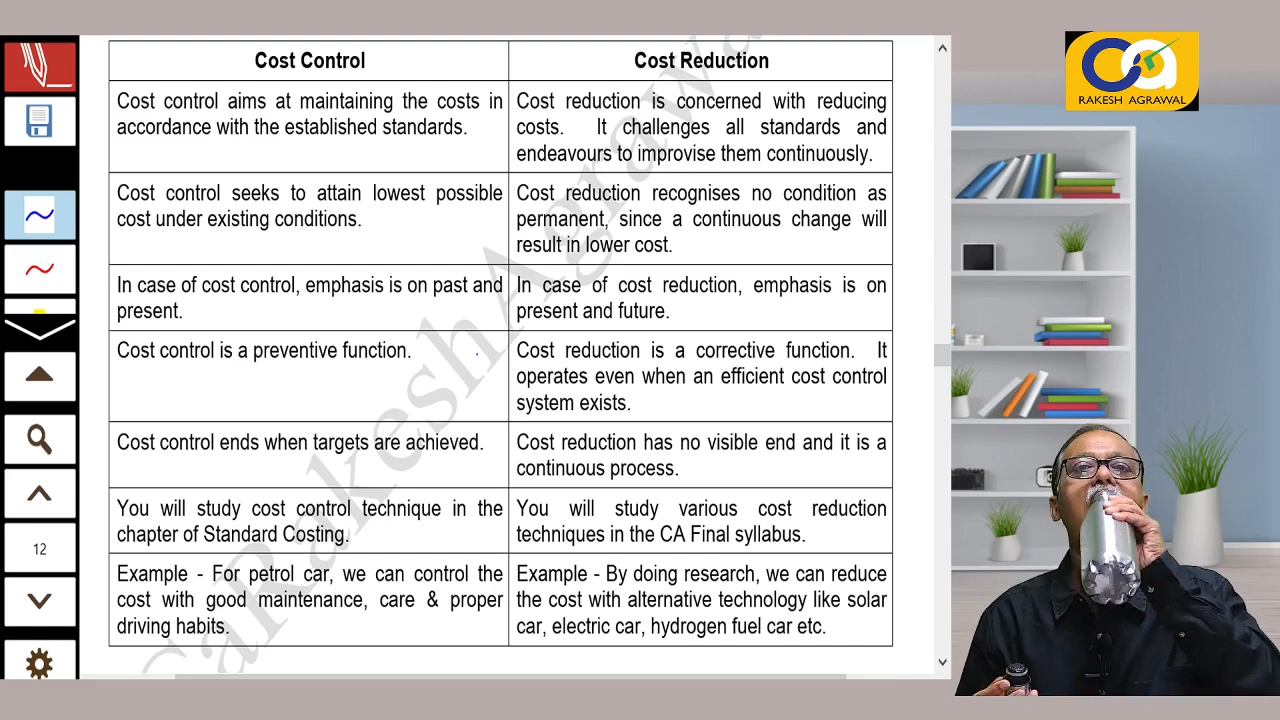 Cost Control
Cost Reduction
Cost control aims at maintaining the costs in
accordance with the established standards.
Cost reduction is concerned with reducing
costs. It challenges all standards and
endeavours to improvise them continuously.
Cost control seeks to attain lowest possible
cost under existing conditions.
Cost reduction recognises no condition as
permanent, since a continuous change will
result in lower cost.
In case of cost control, emphasis is on past and
present.
In case of cost reduction, emphasis is on
present and future.
Cost control is a preventive function.
Cost reduction is a corrective function. It
operates even when an efficient cost control
system exists.
Cost control ends when targets are achieved.
Cost reduction has no visible end and it is a
continuous process.
You will study cost control technique in the
chapter of Standard Costing.
You will study various cost reduction
techniques in the CA Final syllabus.
Example - For petrol car, we can control the
cost with good maintenance, care & proper
driving habits.
Example - By doing research, we can reduce
the cost with alternative technology like solar
car, electric car, hydrogen fuel car etc.
CaRakeshAgrawa
12
ca
RAKESH AGRAWAL